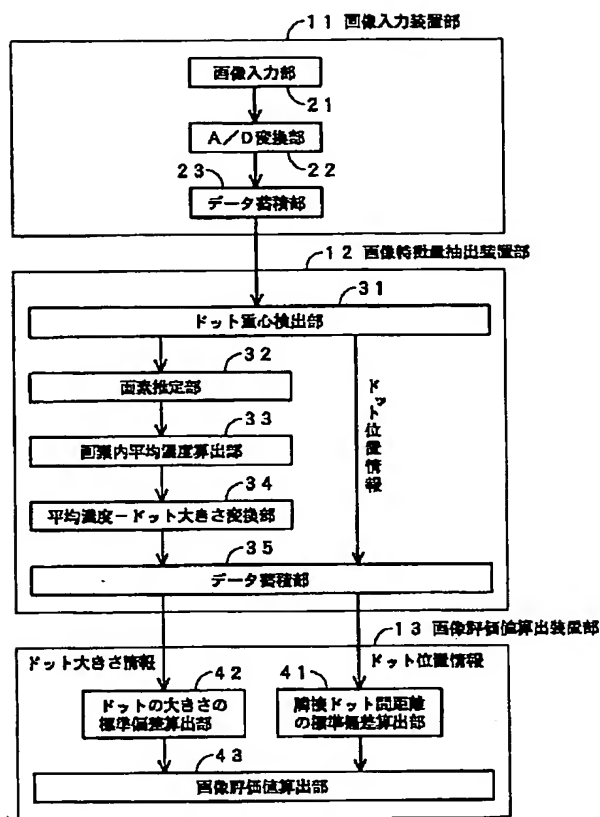 11 画像入力装置部
画像入力部
21
A／D変換部
22
23
データ蓄積部
12 画像特徴量抽出装置部
31
ドット重心検出部
32
画素推定部
33
画素内平均濃度算出部
34
平均濃度－ドット大きさ変換部
ドット位置情報
35
データ蓄積部
13 画像評価値算出装置部
ドット大きさ情報
ドット位置情報
42
ドットの大きさの
標準偏差算出部
41
隣接ドット間距離
の標準偏差算出部
43
画像評価値算出部